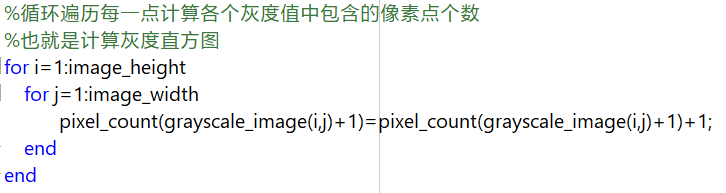 %循环遍历每一点计算各个灰度值中包含的像素点个数
%也就是计算灰度直方图
for i=1:image_height
for j=1:image_width
pixel_count(grayscale_image(i,j)+1)=pixel_count(grayscale_image(i,j)+1)+1;
end
end